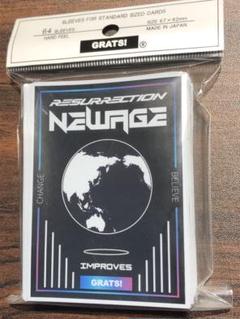 SLEEVES FOR STANDARD SIZED CARDS
64 SLEEVES
HARD FEEL
GRATS!
SIZE 67×92mm
MADE IN JAPAN
RESURRECTION
NEWAGE
CHANGE
BELIEVE
IMPROVES
GRATS!